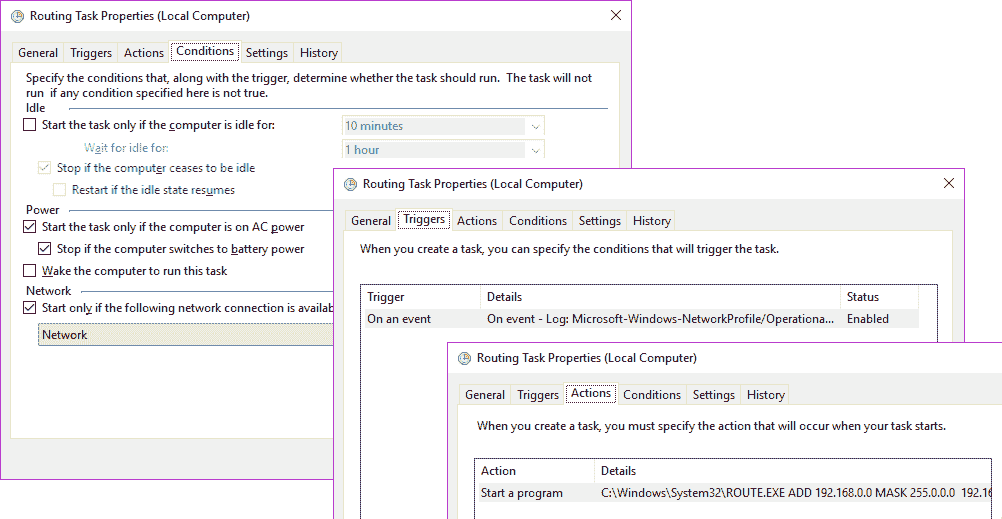 Routing Task Properties (Local Computer)
General Triggers Actions Conditions Settings History
Specify the conditions that, along with the trigger, determine whether the task should run. The task will not
run if any condition specified here is not true.
Idle
Start the task only if the computer is idle for: 10 minutes
Wait for idle for: 1 hour
Stop if the computer ceases to be idle
Restart if the idle state resumes
Power
Start the task only if the computer is on AC power
Stop if the computer switches to battery power
Wake the computer to run this task
Network
Start only if the following network connection is availab
Network
Routing Task Properties (Local Computer)
General Triggers Actions Conditions Settings History
When you create a task, you can specify the conditions that will trigger the task.
Trigger Details Status
On an event On event - Log: Microsoft-Windows-NetworkProfile/Operationa... Enabled
Routing Task Properties (Local Computer)
General Triggers Actions Conditions Settings History
When you create a task, you must specify the action that will occur when your task starts.
Action Details
Start a program C:\Windows\System32\ROUTE.EXE ADD 192.168.0.0 MASK 255.0.0.0 192.16